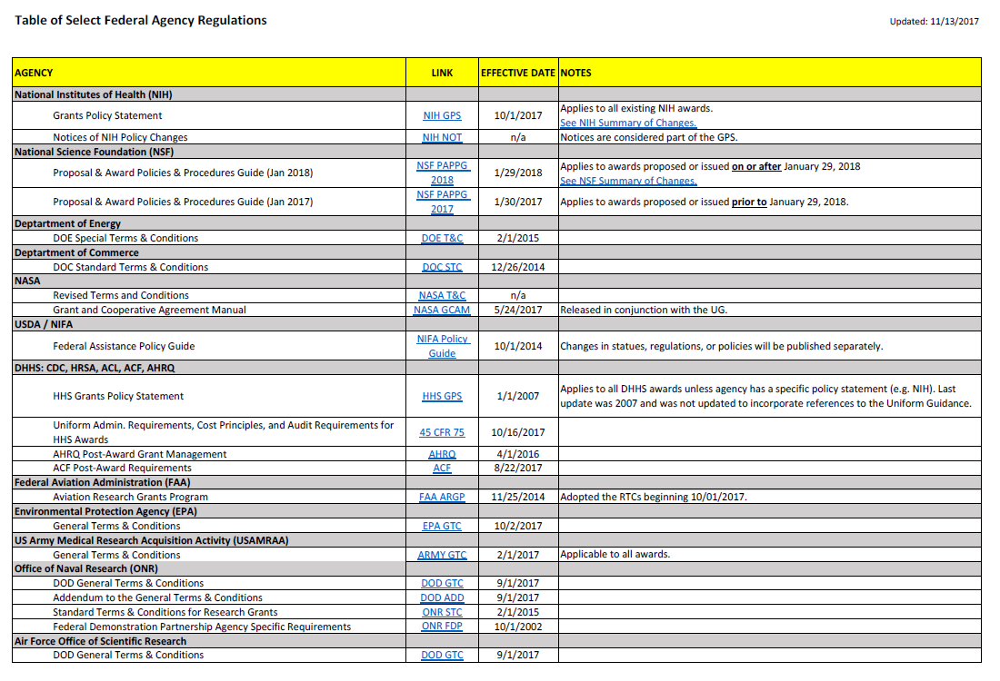 Table of Select Federal Agency Regulations
Updated: 11/13/2017
AGENCY LINK EFFECTIVE DATE NOTES
National Institutes of Health (NIH)
Grants Policy Statement NIH GPS 10/1/2017 Applies to all existing NIH awards.
See NIH Summary of Changes.
Notices of NIH Policy Changes NIH NOT n/a Notices are considered part of the GPS.
National Science Foundation (NSF)
Proposal & Award Policies & Procedures Guide (Jan 2018) NSF PAPPG 1/29/2018 Applies to awards proposed or issued on or after January 29, 2018
2018 See NSF Summary of Changes.
Proposal & Award Policies & Procedures Guide (Jan 2017) NSF PAPPG 1/30/2017 Applies to awards proposed or issued prior to January 29, 2018.
2017
Deptartment of Energy
DOE Special Terms & Conditions DOE T&C 2/1/2015
Deptartment of Commerce
DOC Standard Terms & Conditions DOC STC 12/26/2014
NASA
Revised Terms and Conditions NASA T&C n/a
Grant and Cooperative Agreement Manual NASA GCAM 5/24/2017 Released in conjunction with the UG.
USDA / NIFA
Federal Assistance Policy Guide NIFA Policy 10/1/2014 Changes in statues, regulations, or policies will be published separately.
Guide
DHHS: CDC, HRSA, ACL, ACF, AHRQ
HHS Grants Policy Statement HHS GPS 1/1/2007 Applies to all DHHS awards unless agency has a specific policy statement (e.g. NIH). Last
update was 2007 and was not updated to incorporate references to the Uniform Guidance.
Uniform Admin. Requirements, Cost Principles, and Audit Requirements for 45 CFR 75 10/16/2017
HHS Awards
AHRQ Post-Award Grant Management AHRQ 4/1/2016
ACF Post-Award Requirements ACF 8/22/2017
Federal Aviation Administration (FAA)
Aviation Research Grants Program FAA ARGP 11/25/2014 Adopted the RTCs beginning 10/01/2017.
Environmental Protection Agency (EPA)
General Terms & Conditions EPA GTC 10/2/2017
US Army Medical Research Acquisition Activity (USAMRAA)
General Terms & Conditions ARMY GTC 2/1/2017 Applicable to all awards.
Office of Naval Research (ONR)
DOD General Terms & Conditions DOD GTC 9/1/2017
Addendum to the General Terms & Conditions DOD ADD 9/1/2017
Standard Terms & Conditions for Research Grants ONR STC 2/1/2015
Federal Demonstration Partnership Agency Specific Requirements ONR FDP 10/1/2002
Air Force Office of Scientific Research
DOD General Terms & Conditions DOD GTC 9/1/2017